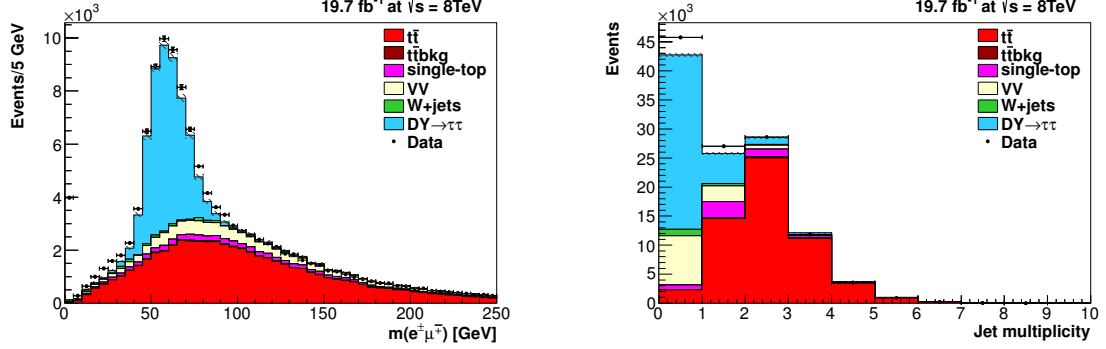 19.7 fb⁻¹ at √s = 8TeV
×10³
Events/5 GeV
10
8
6
4
2
0
tt̄
tt̄bkg
single-top
VV
W+jets
DY→ττ
Data
0 50 100 150 200 250
m(e±μ∓) [GeV]
19.7 fb⁻¹ at √s = 8TeV
×10³
Events
45
40
35
30
25
20
15
10
5
0
tt̄
tt̄bkg
single-top
VV
W+jets
DY→ττ
Data
0 1 2 3 4 5 6 7 8 9 10
Jet multiplicity